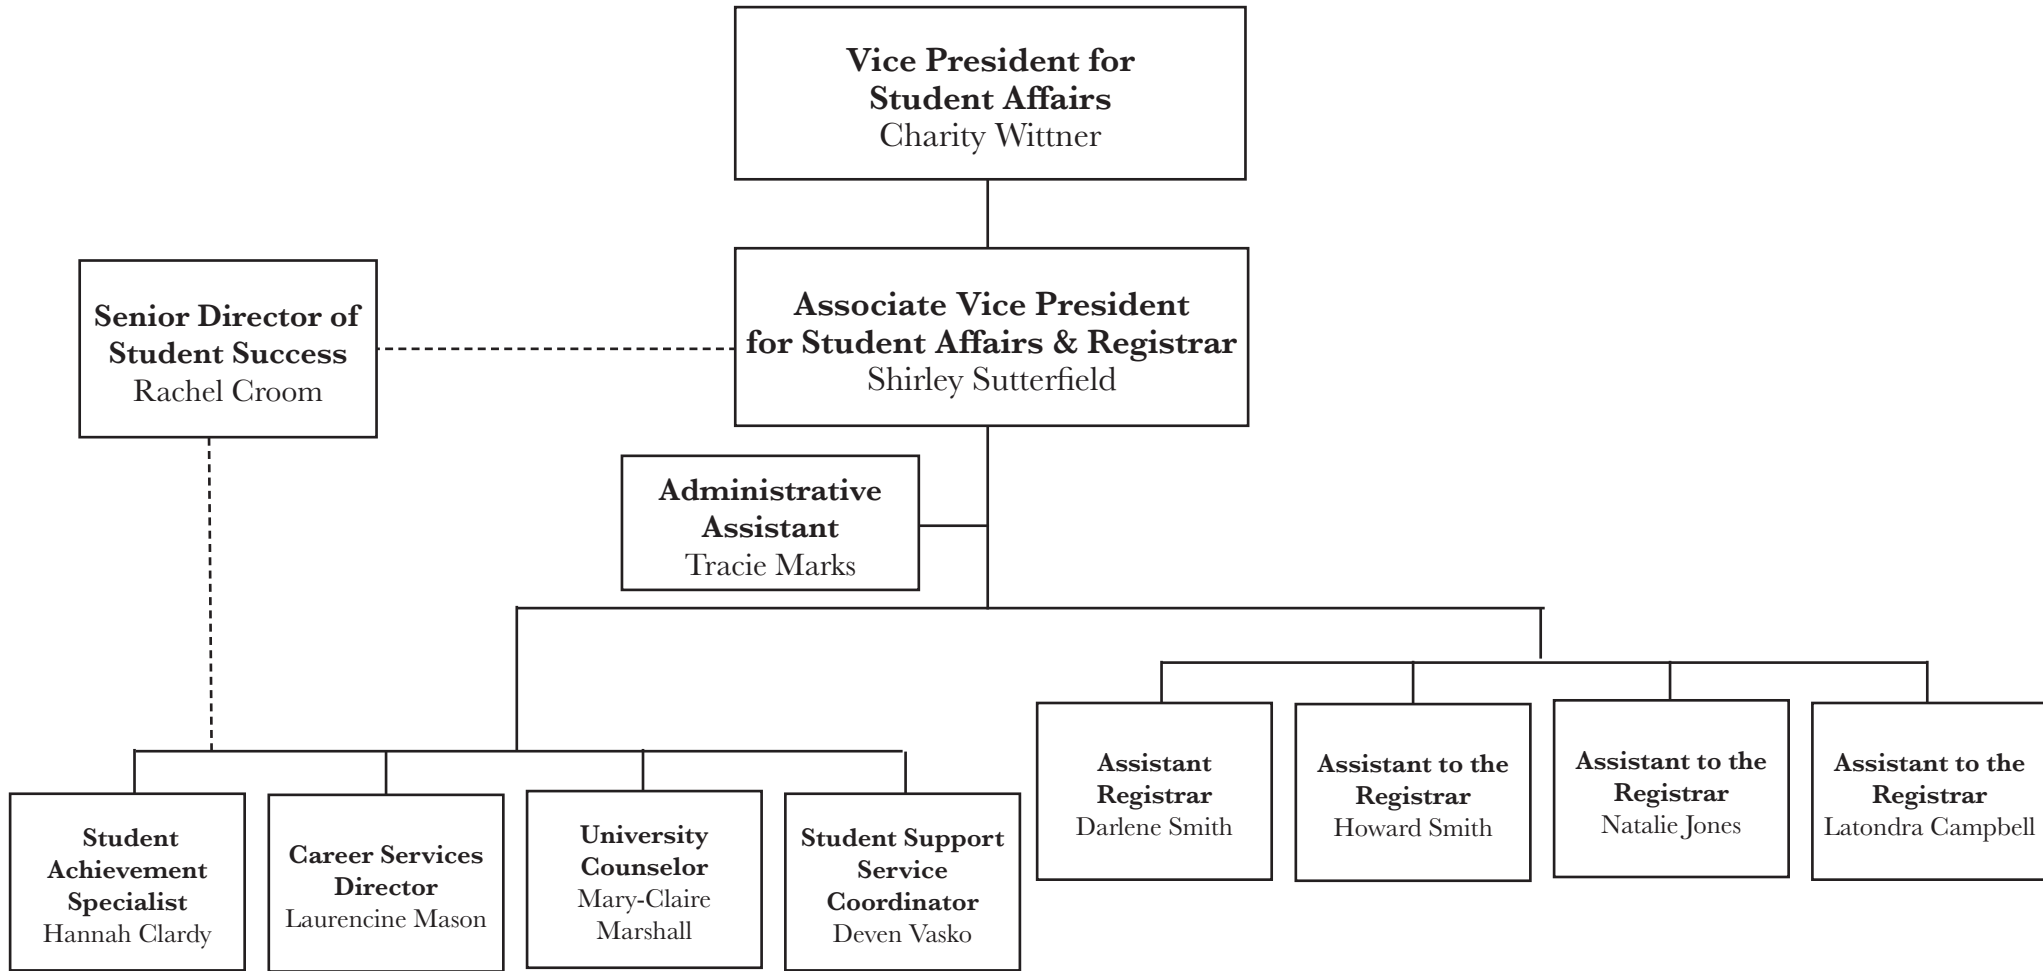 Vice President for
Student Affairs
Charity Wittner
Senior Director of
Student Success
Rachel Croom
Associate Vice President
for Student Affairs & Registrar
Shirley Sutterfield
Administrative
Assistant
Tracie Marks
Student
Achievement
Specialist
Hannah Clardy
Career Services
Director
Laurencine Mason
University
Counselor
Mary-Claire
Marshall
Student Support
Service
Coordinator
Deven Vasko
Assistant
Registrar
Darlene Smith
Assistant to the
Registrar
Howard Smith
Assistant to the
Registrar
Natalie Jones
Assistant to the
Registrar
Latondra Campbell